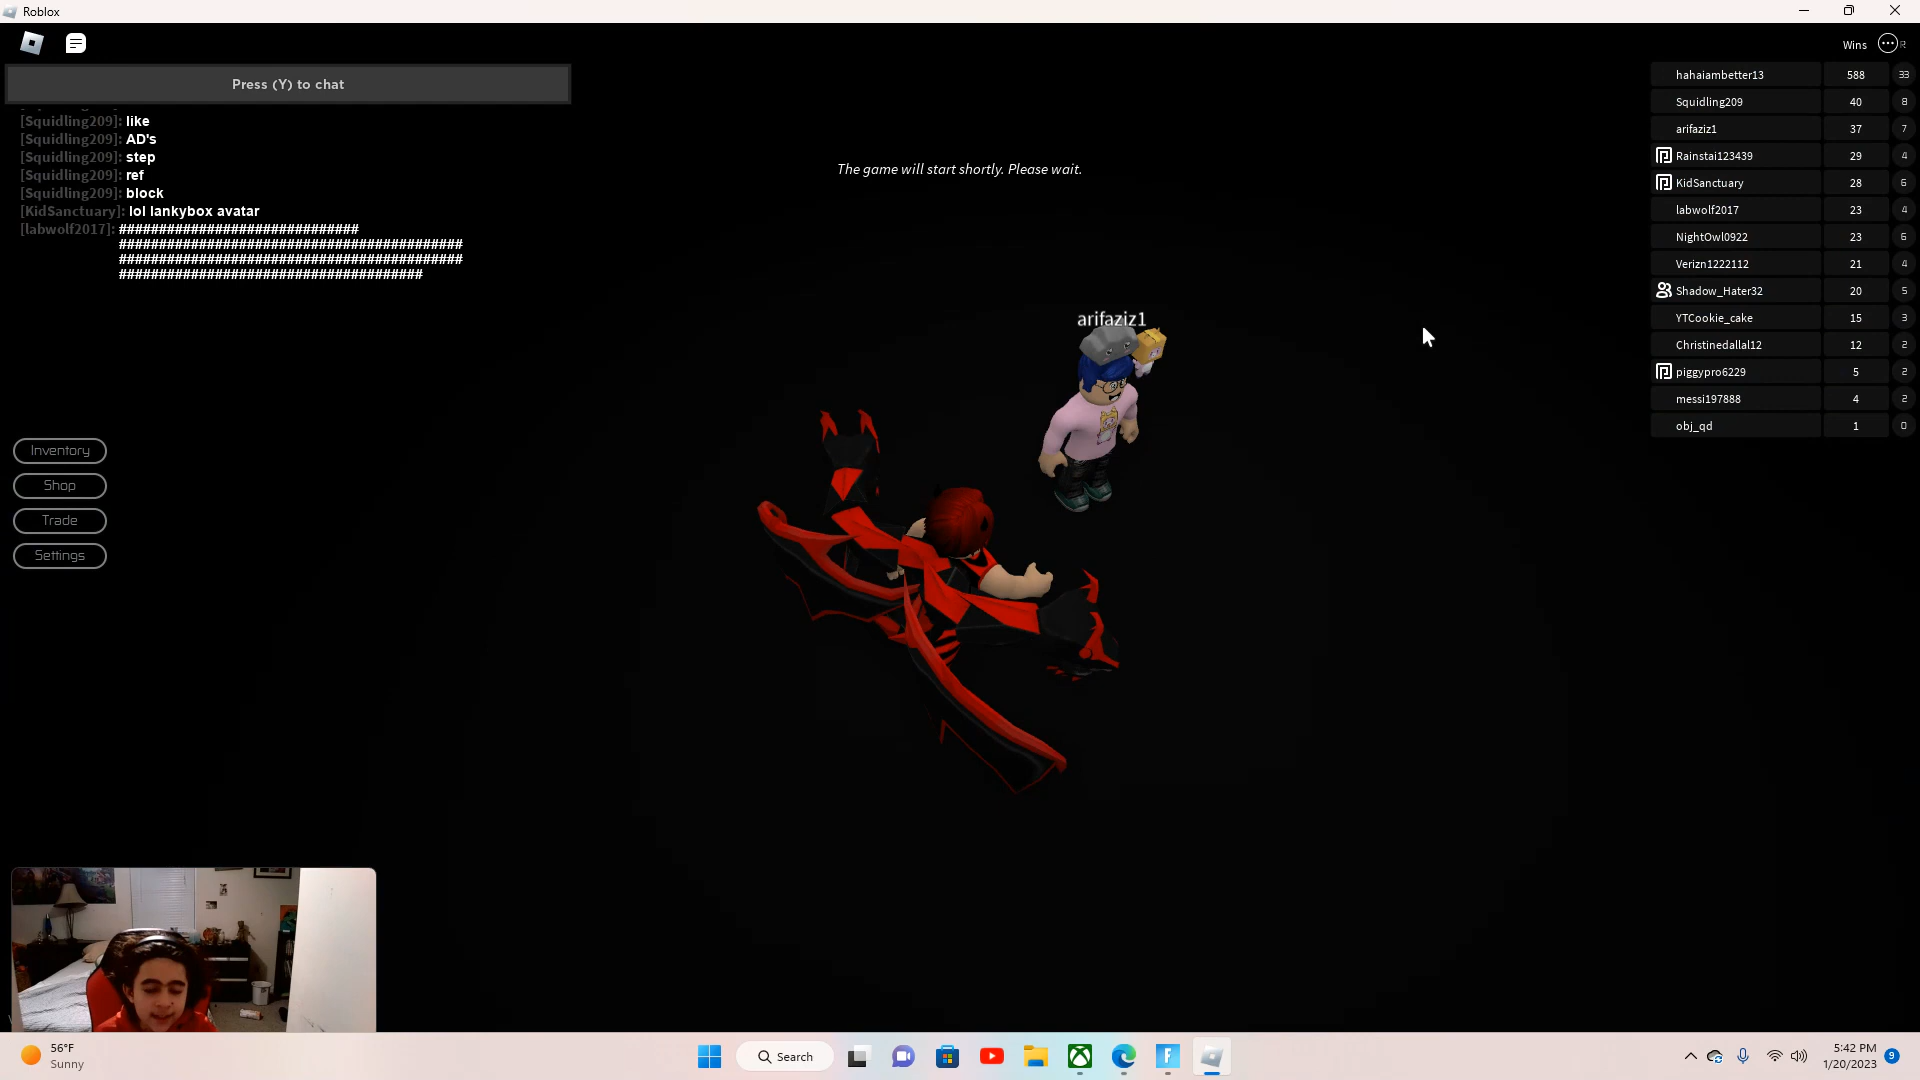 Roblox
Wins
Press (Y) to chat
[Squidling209]: like
[Squidling209]: AD's
[Squidling209]: step
[Squidling209]: ref
[Squidling209]: block
[KidSanctuary]: lol lankybox avatar
[labwolf2017]: ##############################
###########################################
###########################################
######################################
The game will start shortly. Please wait.
arifaziz1
hahaiambetter13 588 33
Squidling209 40 8
arifaziz1 37 7
Rainstai123439 29 4
KidSanctuary 28 6
labwolf2017 23 4
NightOwl0922 23 6
Verizn1222112 21 4
Shadow_Hater32 20 5
YTCookie_cake 15 3
Christinedallal12 12 2
piggypro6229 5 2
messi197888 4 2
obj_qd 1 0
Inventory
Shop
Trade
Settings
56°F
Sunny
Search
5:42 PM
1/20/2023
9